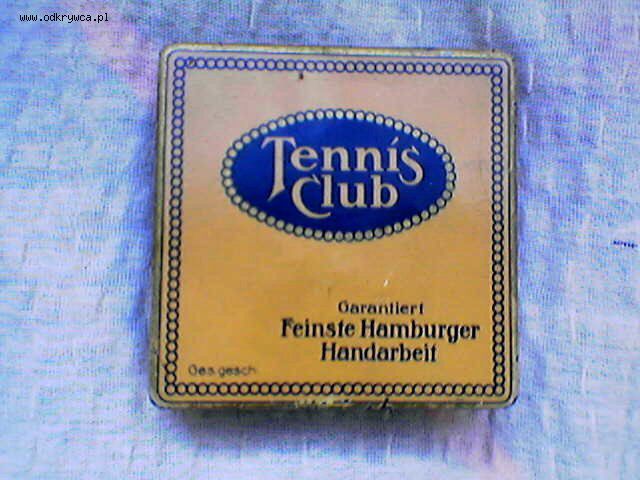 www.odkrywca.pl
Tennis
Club
Garantiert
Feinste Hamburger
Handarbeit
Ges.gesch.